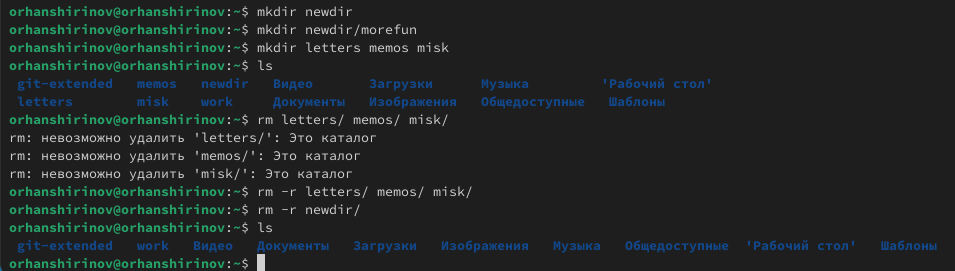 orhanshirinov@orhanshirinov:~$ mkdir newdir
orhanshirinov@orhanshirinov:~$ mkdir newdir/morefun
orhanshirinov@orhanshirinov:~$ mkdir letters memos misk
orhanshirinov@orhanshirinov:~$ ls
git-extended memos newdir Видео Загрузки Музыка 'Рабочий стол'
letters misk work Документы Изображения Общедоступные Шаблоны
orhanshirinov@orhanshirinov:~$ rm letters/ memos/ misk/
rm: невозможно удалить 'letters/': Это каталог
rm: невозможно удалить 'memos/': Это каталог
rm: невозможно удалить 'misk/': Это каталог
orhanshirinov@orhanshirinov:~$ rm -r letters/ memos/ misk/
orhanshirinov@orhanshirinov:~$ rm -r newdir/
orhanshirinov@orhanshirinov:~$ ls
git-extended work Видео Документы Загрузки Изображения Музыка Общедоступные 'Рабочий стол' Шаблоны
orhanshirinov@orhanshirinov:~$